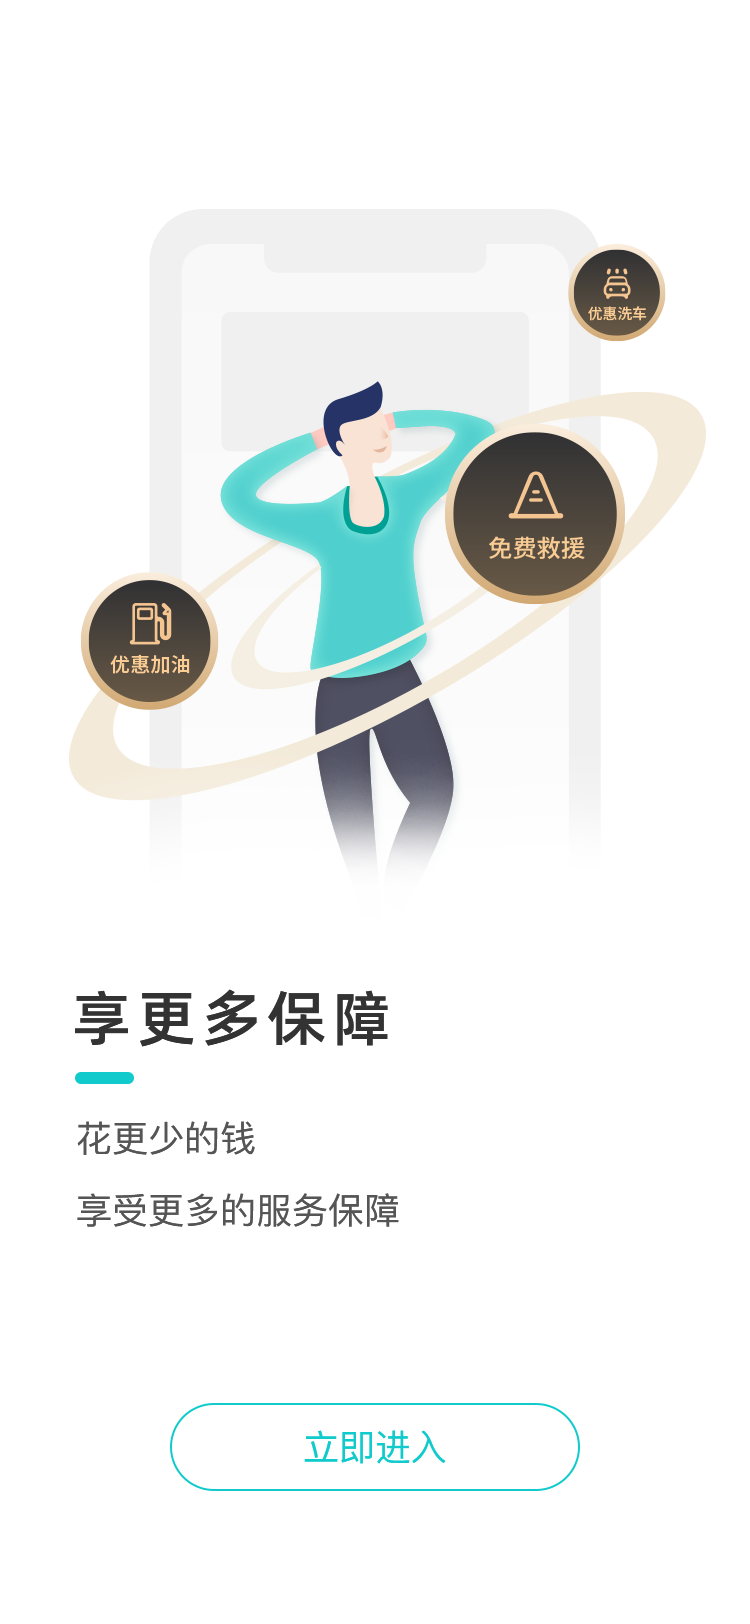 优惠洗车
免费救援
优惠加油
享更多保障
花更少的钱
享受更多的服务保障
立即进入